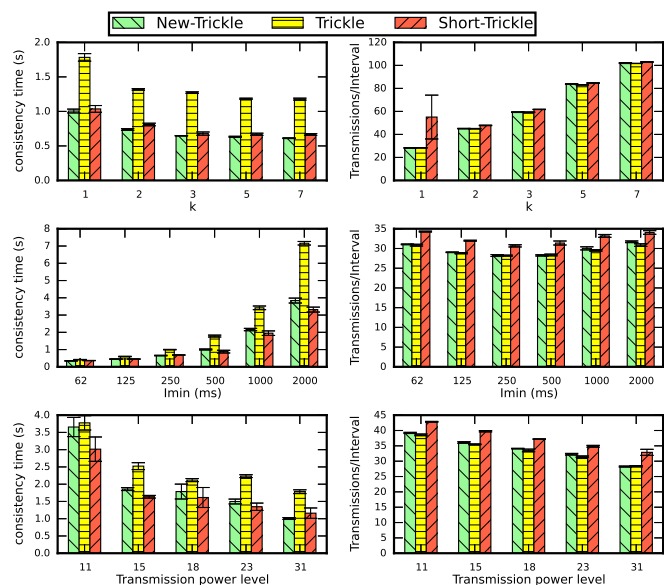 New-Trickle Trickle Short-Trickle
consistency time (s)
2.0
1.5
1.0
0.5
0.0
1 2 3 5 7
k
Transmissions/Interval
120
100
80
60
40
20
0
1 2 3 5 7
k
consistency time (s)
8
7
6
5
4
3
2
1
0
62 125 250 500 1000 2000
Imin (ms)
Transmissions/Interval
35
30
25
20
15
10
5
0
62 125 250 500 1000 2000
Imin (ms)
consistency time (s)
4.0
3.5
3.0
2.5
2.0
1.5
1.0
0.5
0.0
11 15 18 23 31
Transmission power level
Transmissions/Interval
45
40
35
30
25
20
15
10
5
0
11 15 18 23 31
Transmission power level